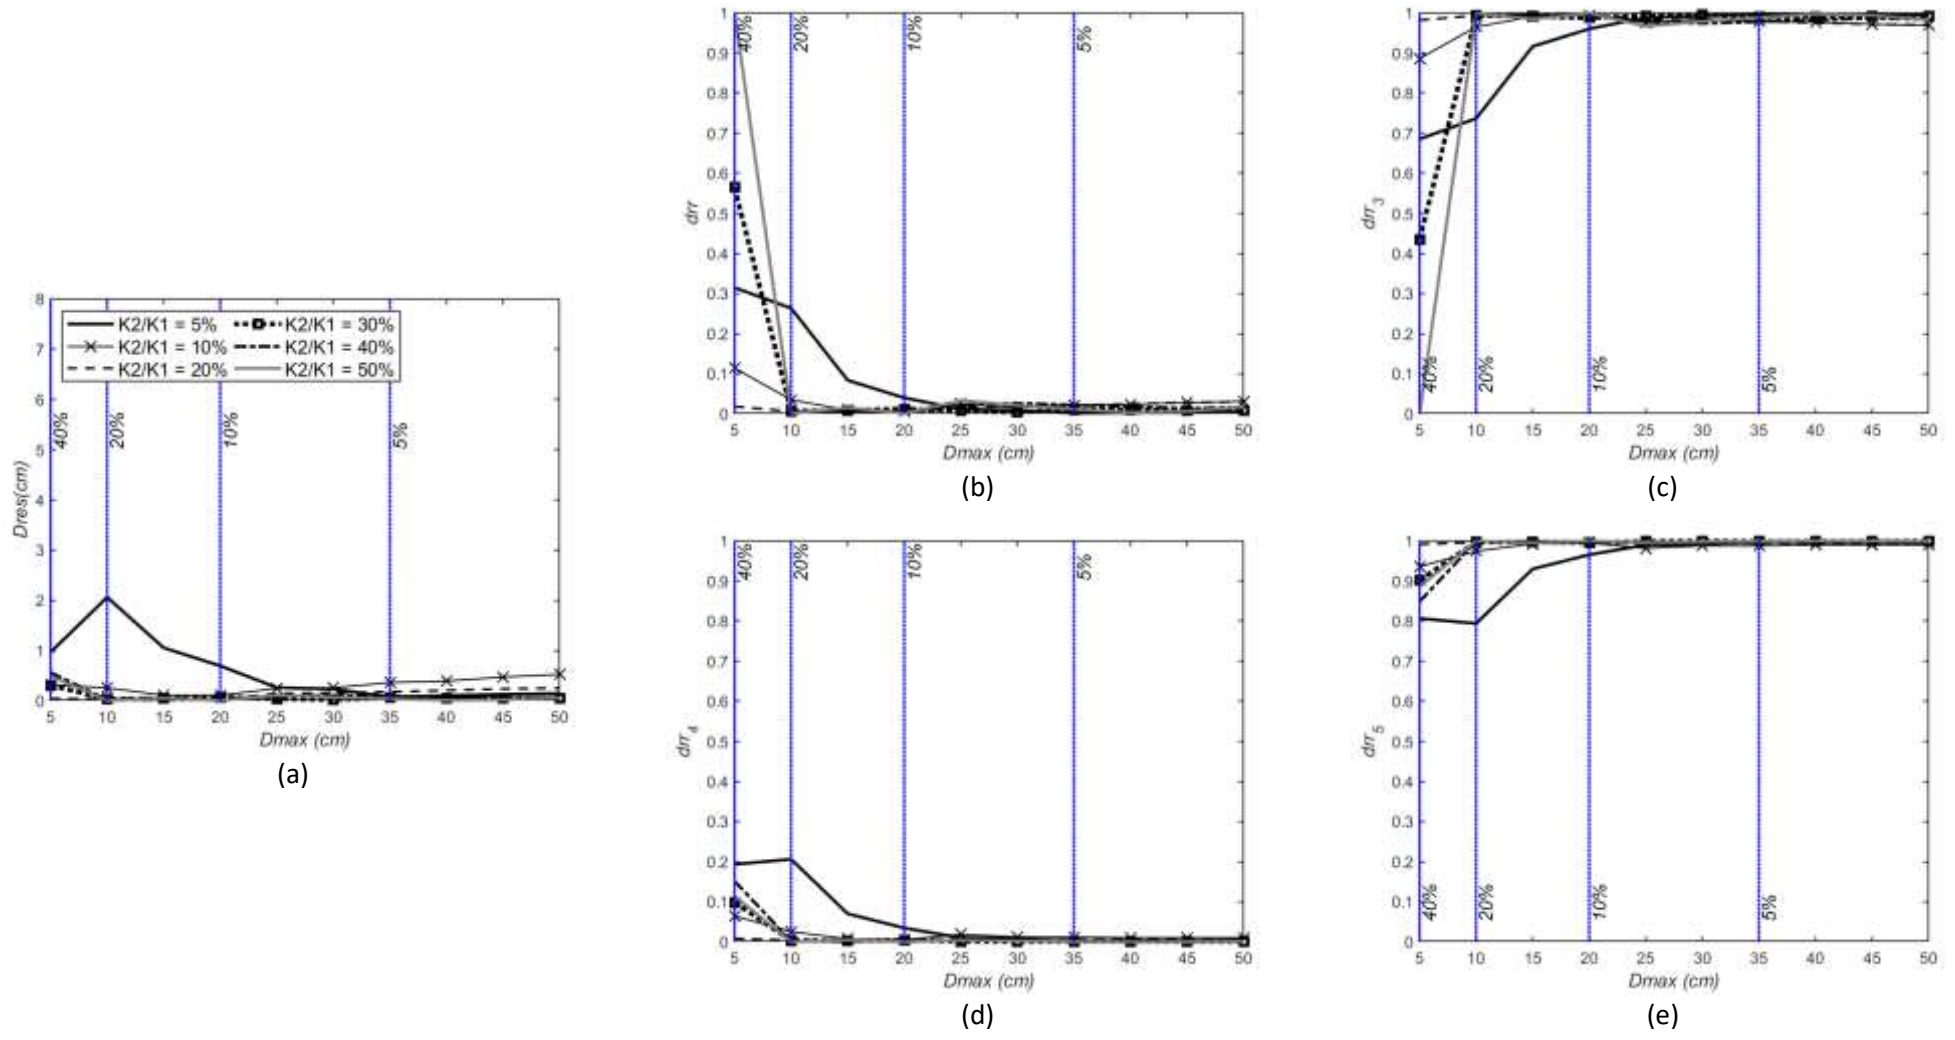 8
7
6
5
4
3
2
1
0
Dres(cm)
K2/K1 = 5%
K2/K1 = 30%
K2/K1 = 10%
K2/K1 = 40%
K2/K1 = 20%
K2/K1 = 50%
40%
20%
10%
5%
5 10 15 20 25 30 35 40 45 50
Dmax (cm)
(a)
1
0.9
0.8
0.7
0.6
0.5
0.4
0.3
0.2
0.1
0
drr
40%
20%
10%
5%
5 10 15 20 25 30 35 40 45 50
Dmax (cm)
(b)
1
0.9
0.8
0.7
0.6
0.5
0.4
0.3
0.2
0.1
0
drr3
40%
20%
10%
5%
5 10 15 20 25 30 35 40 45 50
Dmax (cm)
(c)
1
0.9
0.8
0.7
0.6
0.5
0.4
0.3
0.2
0.1
0
drr4
40%
20%
10%
5%
5 10 15 20 25 30 35 40 45 50
Dmax (cm)
(d)
1
0.9
0.8
0.7
0.6
0.5
0.4
0.3
0.2
0.1
0
drr5
40%
20%
10%
5%
5 10 15 20 25 30 35 40 45 50
Dmax (cm)
(e)